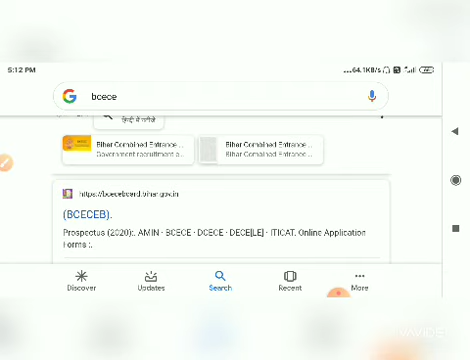 5:12 PM
...64.1KB/s
bcece
हिन्दी में नतीजे
Bihar Combined Entrance ...
Government recruitment o...
Bihar Combined Entrance ...
Bihar Combined Entrance ...
https://bceceboard.bihar.gov.in
(BCECEB).
Prospectus (2020):. AMIN · BCECE · DCECE · DECE[LE] · ITICAT. Online Application
Forms :.
Discover
Updates
Search
Recent
More
VAVIDEO